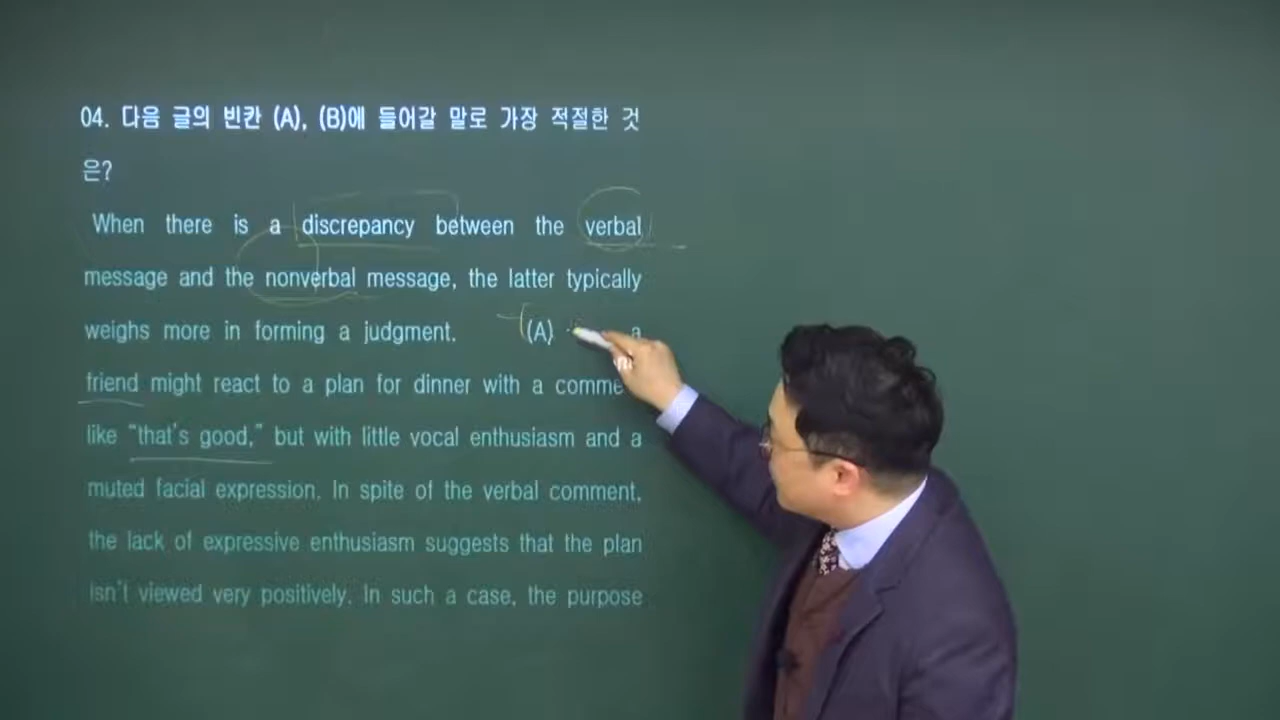 04. 다음 글의 빈칸 (A), (B)에 들어갈 말로 가장 적절한 것
은?
When there is a discrepancy between the verbal
message and the nonverbal message, the latter typically
weighs more in forming a judgment. (A) a
friend might react to a plan for dinner with a comme
like “that's good,” but with little vocal enthusiasm and a
muted facial expression. In spite of the verbal comment,
the lack of expressive enthusiasm suggests that the plan
isn't viewed very positively. In such a case, the purpose